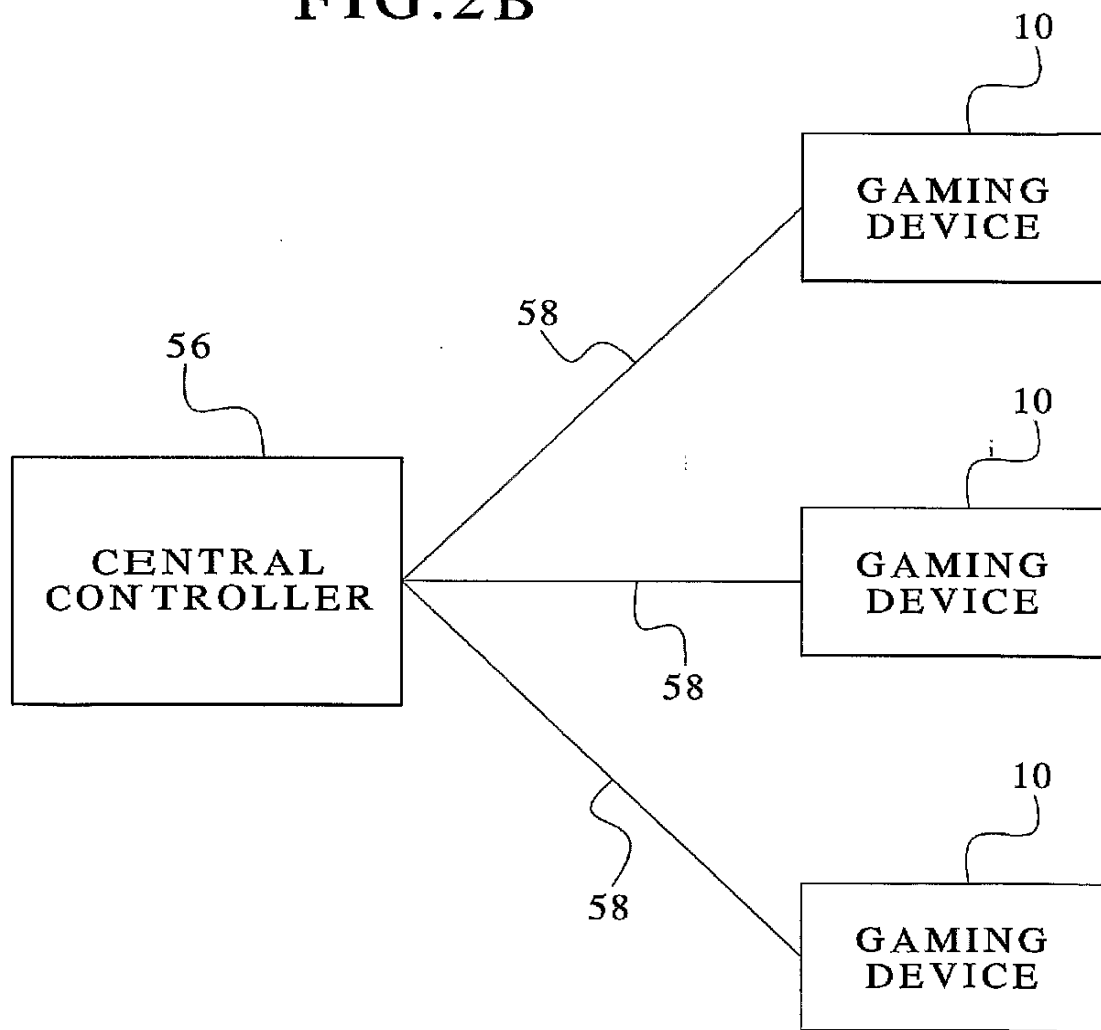 FIG.2B
10
GAMING
DEVICE
58
56
10
CENTRAL
CONTROLLER
GAMING
DEVICE
58
10
58
GAMING
DEVICE